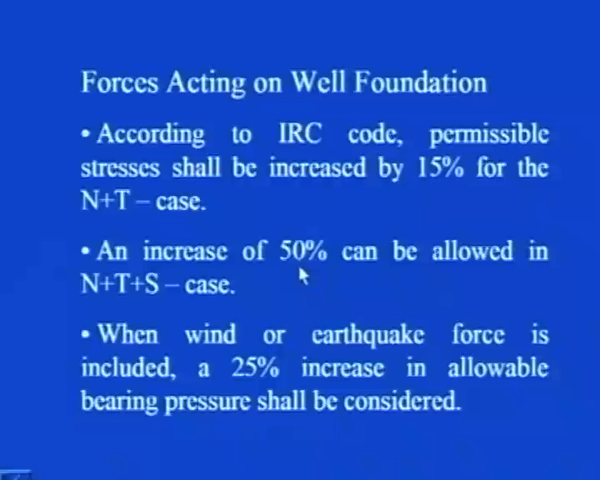 Forces Acting on Well Foundation
• According to IRC code, permissible
stresses shall be increased by 15% for the
N+T – case.
• An increase of 50% can be allowed in
N+T+S – case.
• When wind or earthquake force is
included, a 25% increase in allowable
bearing pressure shall be considered.